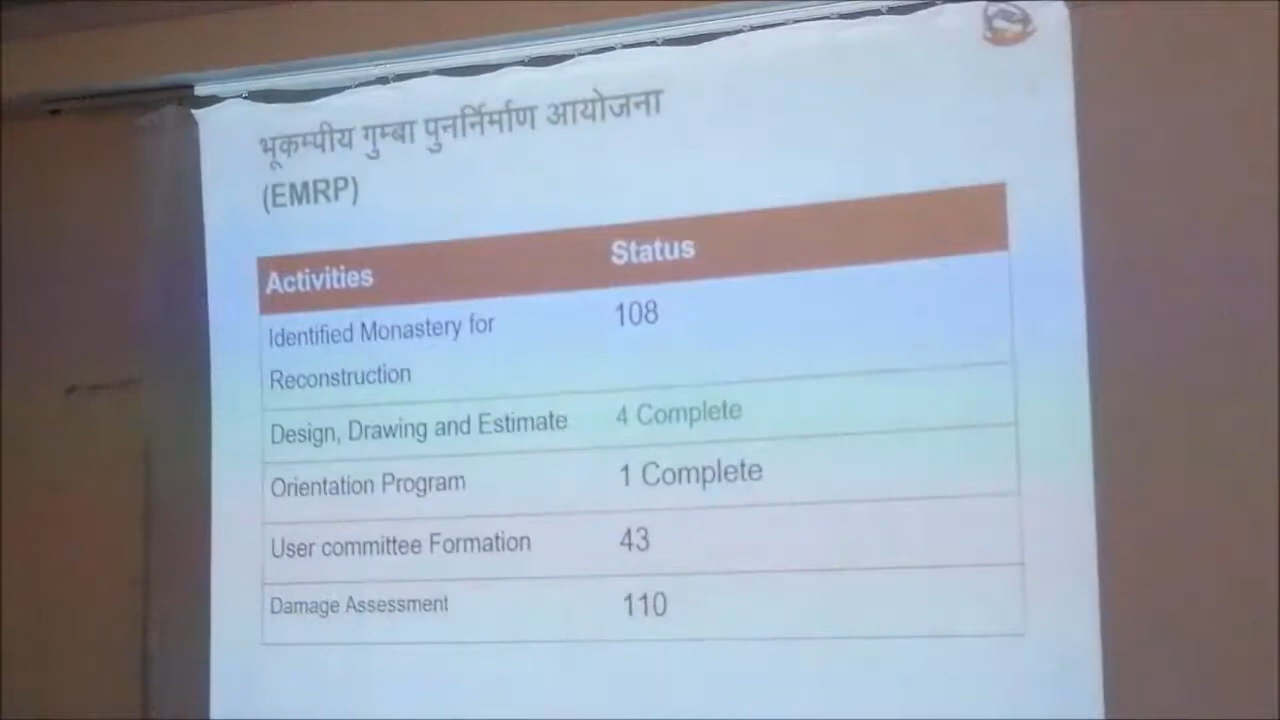 भूकम्पीय गुम्बा पुनर्निर्माण आयोजना
(EMRP)
Activities Status
Identified Monastery for 108
Reconstruction
Design, Drawing and Estimate 4 Complete
Orientation Program 1 Complete
User committee Formation 43
Damage Assessment 110